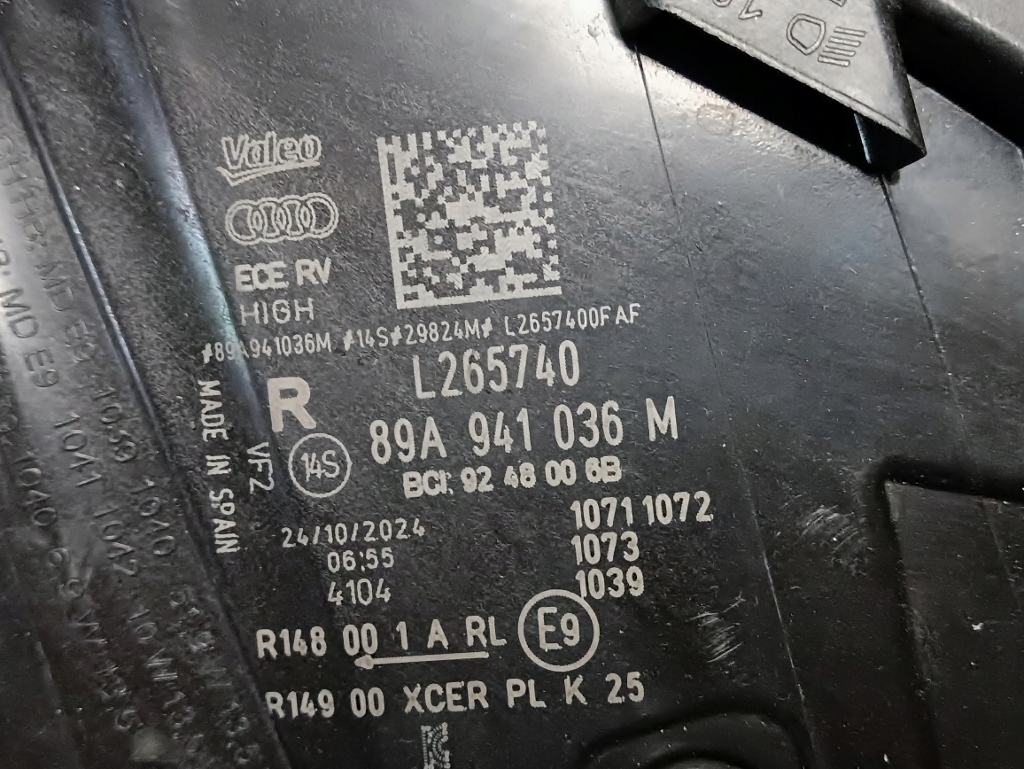 Valeo
ECE RV
HIGH
#89A941036M #14S#29824M# L2657400FAF
L265740
R
89A 941 036 M
MADE IN SPAIN
VF2
14S
BCI: 92 48 00 6B
24/10/2024
06:55
4104
1071 1072
1073
1039
R148 00 1 A RL
E9
R149 00 XCER PL K 25